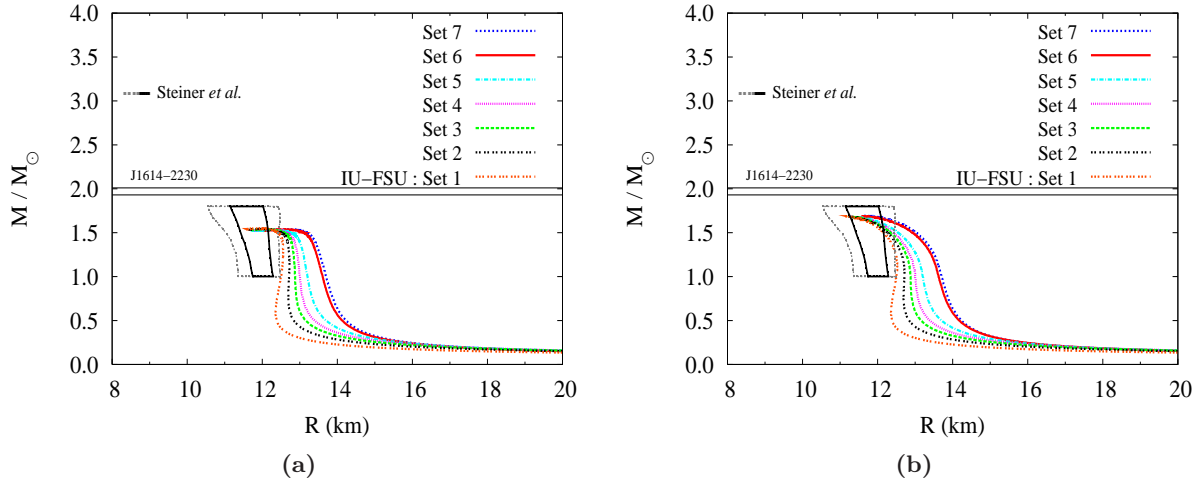 4.0
3.5
3.0
2.5
2.0
1.5
1.0
0.5
0.0
M / M⊙
Set 7
Set 6
Set 5
Set 4
Set 3
Set 2
IU−FSU : Set 1
Steiner et al.
J1614−2230
8 10 12 14 16 18 20
R (km)
(a)
4.0
3.5
3.0
2.5
2.0
1.5
1.0
0.5
0.0
M / M⊙
Set 7
Set 6
Set 5
Set 4
Set 3
Set 2
IU−FSU : Set 1
Steiner et al.
J1614−2230
8 10 12 14 16 18 20
R (km)
(b)